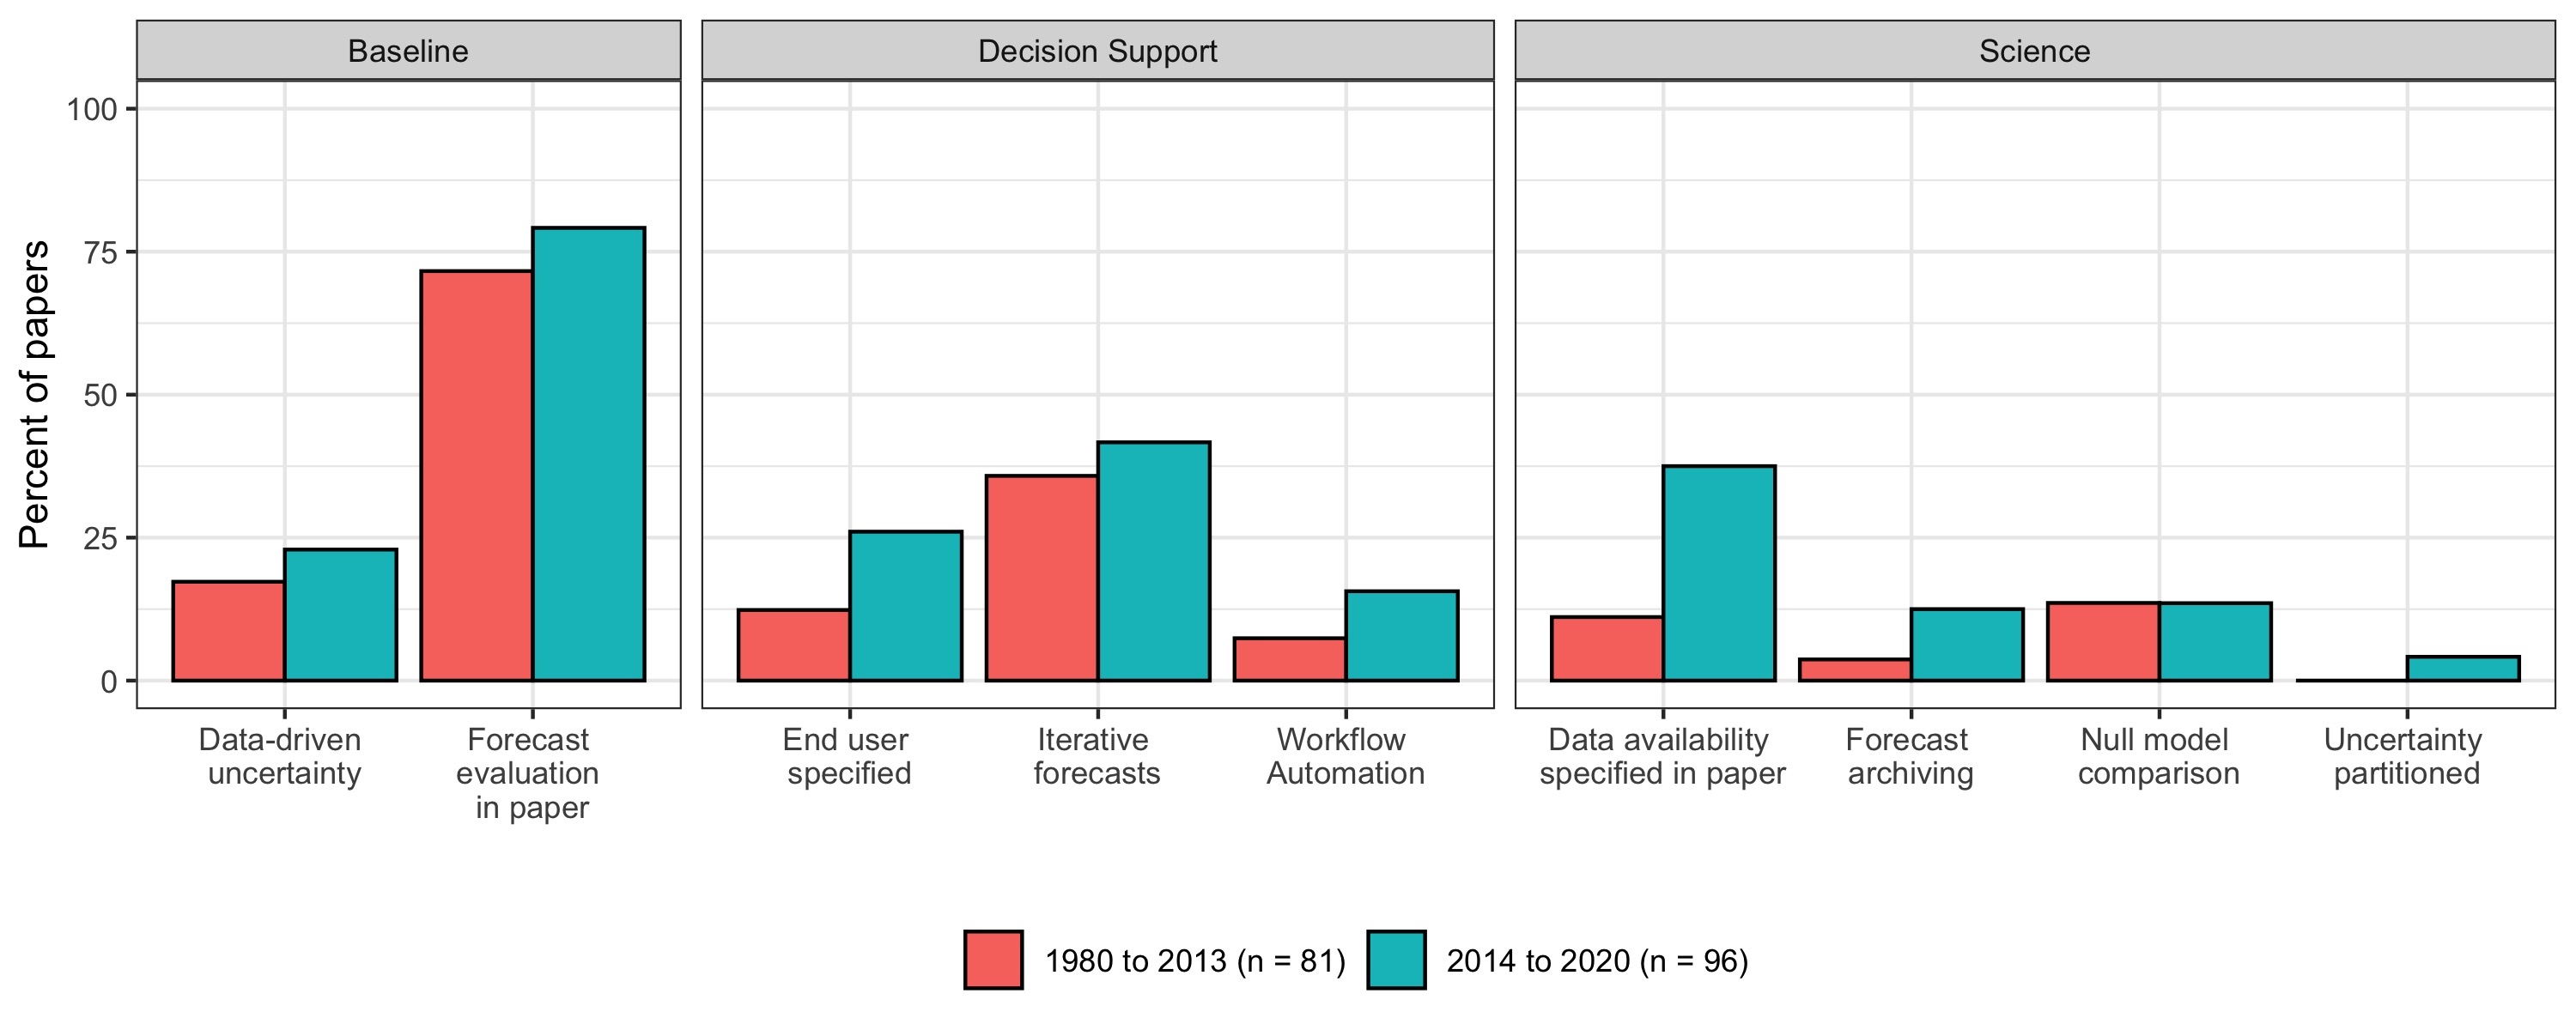 Baseline
Decision Support
Science
Percent of papers
100
75
50
25
0
Data-driven
uncertainty
Forecast
evaluation
in paper
End user
specified
Iterative
forecasts
Workflow
Automation
Data availability
specified in paper
Forecast
archiving
Null model
comparison
Uncertainty
partitioned
1980 to 2013 (n = 81)
2014 to 2020 (n = 96)